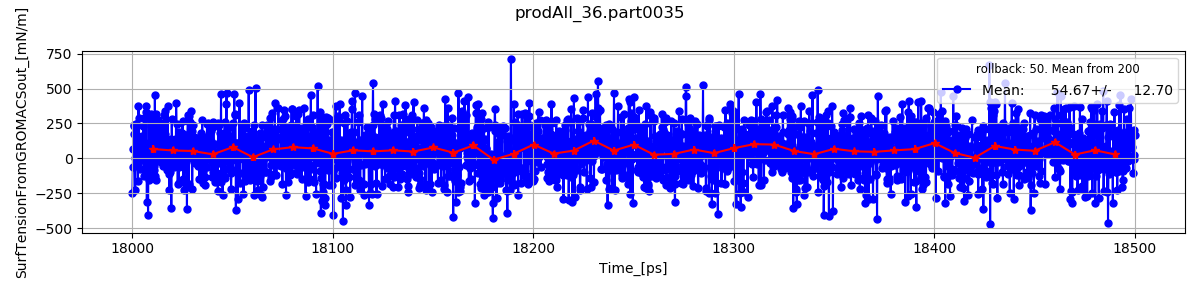 prodAll_36.part0035
SurfTensionFromGROMACSout_[mN/m]
750
500
250
0
−250
−500
rollback: 50. Mean from 200
Mean: 54.67+/- 12.70
18000
18100
18200
18300
18400
18500
Time_[ps]